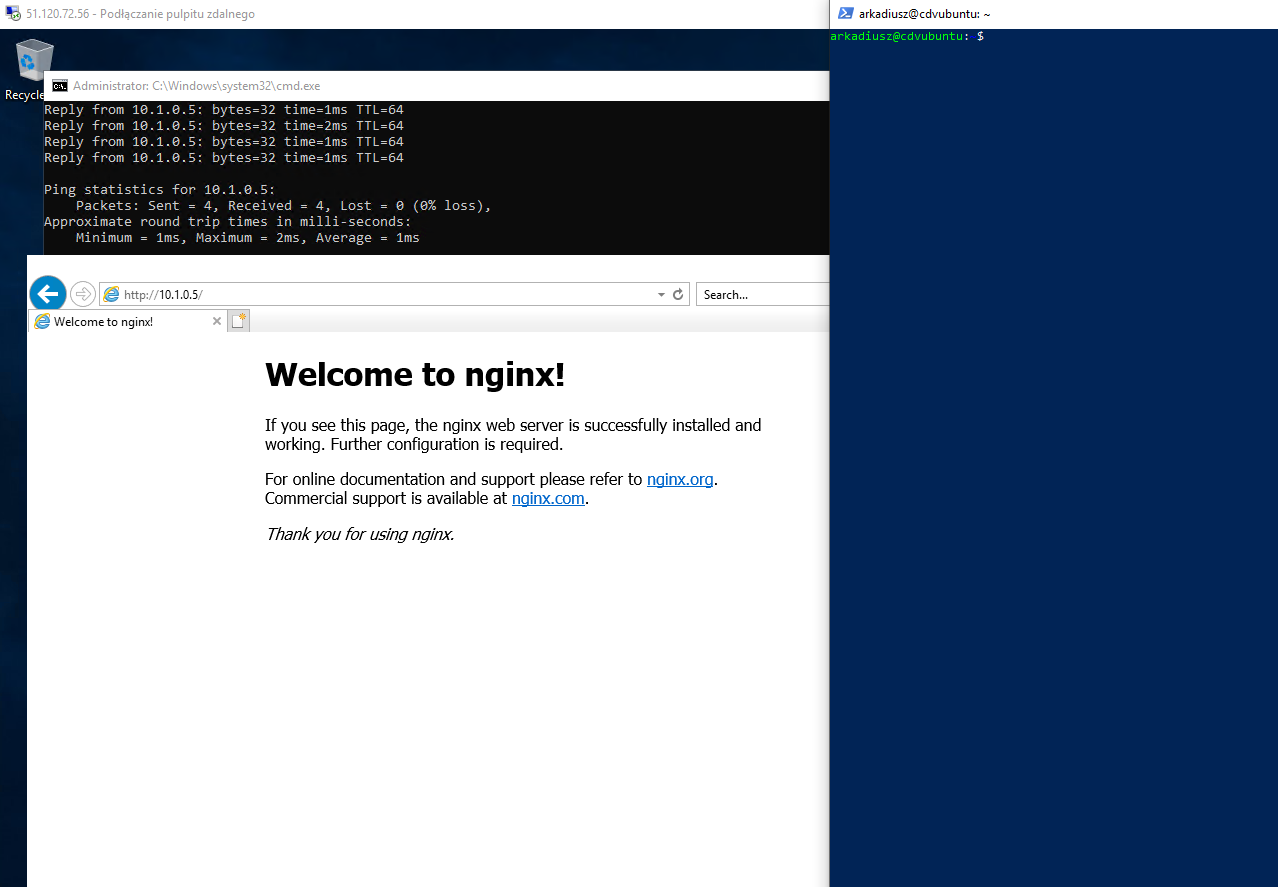 51.120.72.56 - Podłączanie pulpitu zdalnego
arkadiusz@cdvubuntu: ~
arkadiusz@cdvubuntu: $
Administrator: C:\Windows\system32\cmd.exe
Reply from 10.1.0.5: bytes=32 time=1ms TTL=64
Reply from 10.1.0.5: bytes=32 time=2ms TTL=64
Reply from 10.1.0.5: bytes=32 time=1ms TTL=64
Reply from 10.1.0.5: bytes=32 time=1ms TTL=64
Ping statistics for 10.1.0.5:
Packets: Sent = 4, Received = 4, Lost = 0 (0% loss),
Approximate round trip times in milli-seconds:
Minimum = 1ms, Maximum = 2ms, Average = 1ms
http://10.1.0.5/
Search...
Welcome to nginx!
Welcome to nginx!
If you see this page, the nginx web server is successfully installed and
working. Further configuration is required.
For online documentation and support please refer to nginx.org.
Commercial support is available at nginx.com.
Thank you for using nginx.